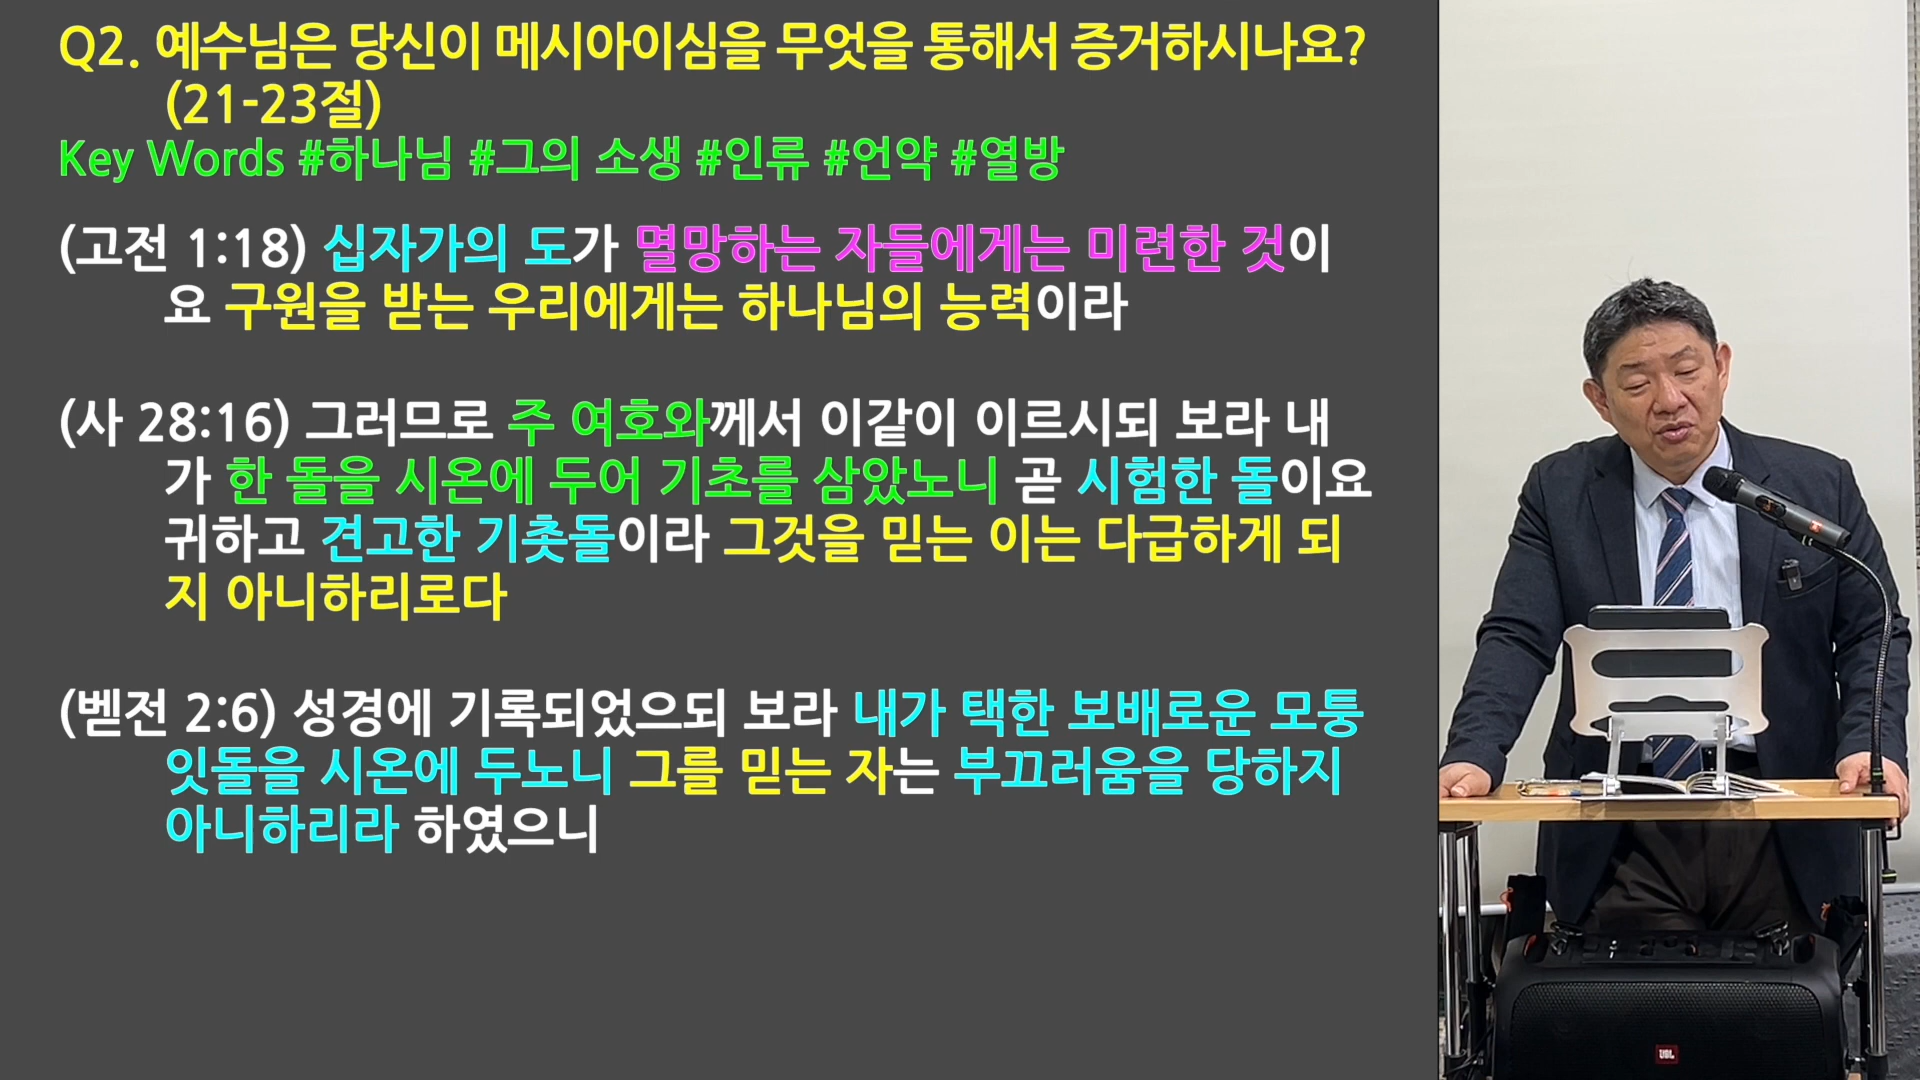 Q2. 예수님은 당신이 메시아이심을 무엇을 통해서 증거하시나요?
(21-23절)
Key Words #하나님 #그의 소생 #인류 #언약 #열방
(고전 1:18) 십자가의 도가 멸망하는 자들에게는 미련한 것이
요 구원을 받는 우리에게는 하나님의 능력이라
(사 28:16) 그러므로 주 여호와께서 이같이 이르시되 보라 내
가 한 돌을 시온에 두어 기초를 삼았노니 곧 시험한 돌이요
귀하고 견고한 기촛돌이라 그것을 믿는 이는 다급하게 되
지 아니하리로다
(벧전 2:6) 성경에 기록되었으되 보라 내가 택한 보배로운 모퉁
잇돌을 시온에 두노니 그를 믿는 자는 부끄러움을 당하지
아니하리라 하였으니
JBL